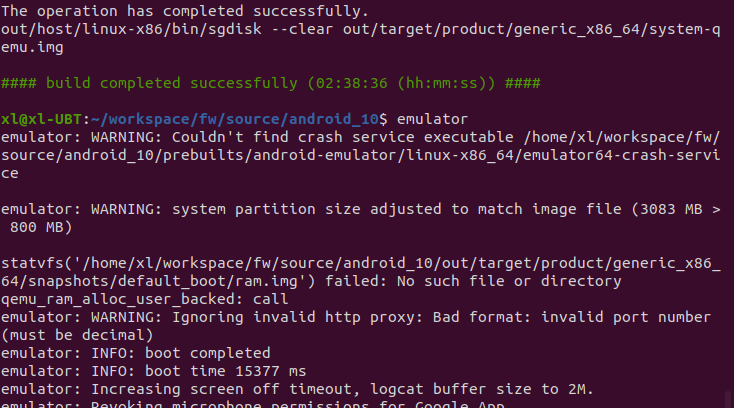 The operation has completed successfully.
out/host/linux-x86/bin/sgdisk --clear out/target/product/generic_x86_64/system-q
emu.img
#### build completed successfully (02:38:36 (hh:mm:ss)) ####
xl@xl-UBT:~/workspace/fw/source/android_10$ emulator
emulator: WARNING: Couldn't find crash service executable /home/xl/workspace/fw/
source/android_10/prebuilts/android-emulator/linux-x86_64/emulator64-crash-servi
ce
emulator: WARNING: system partition size adjusted to match image file (3083 MB >
 800 MB)
statvfs('/home/xl/workspace/fw/source/android_10/out/target/product/generic_x86_
64/snapshots/default_boot/ram.img') failed: No such file or directory
qemu_ram_alloc_user_backed: call
emulator: WARNING: Ignoring invalid http proxy: Bad format: invalid port number
(must be decimal)
emulator: INFO: boot completed
emulator: INFO: boot time 15377 ms
emulator: Increasing screen off timeout, logcat buffer size to 2M.
emulator: Revoking microphone permissions for Google App.